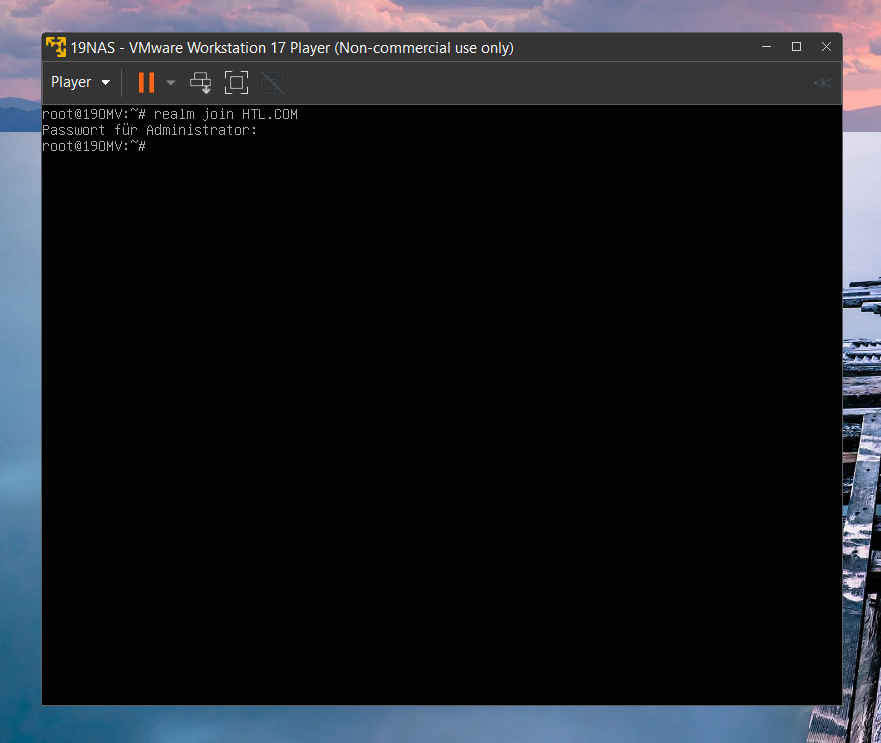 19NAS - VMware Workstation 17 Player (Non-commercial use only)
Player
root@19OMV:~# realm join HTL.COM
Passwort für Administrator:
root@19OMV:~#